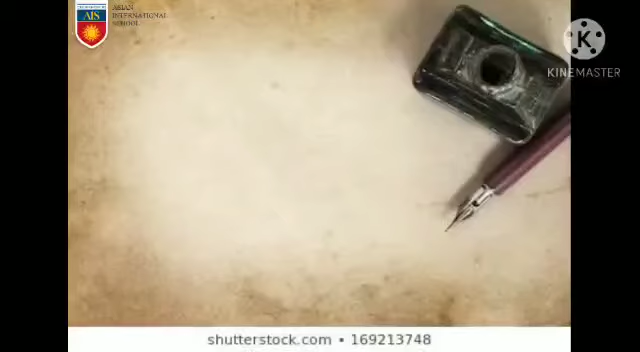 AIS
ASIAN
INTERNATIONAL
SCHOOL
K
KINEMASTER
shutterstock.com • 169213748